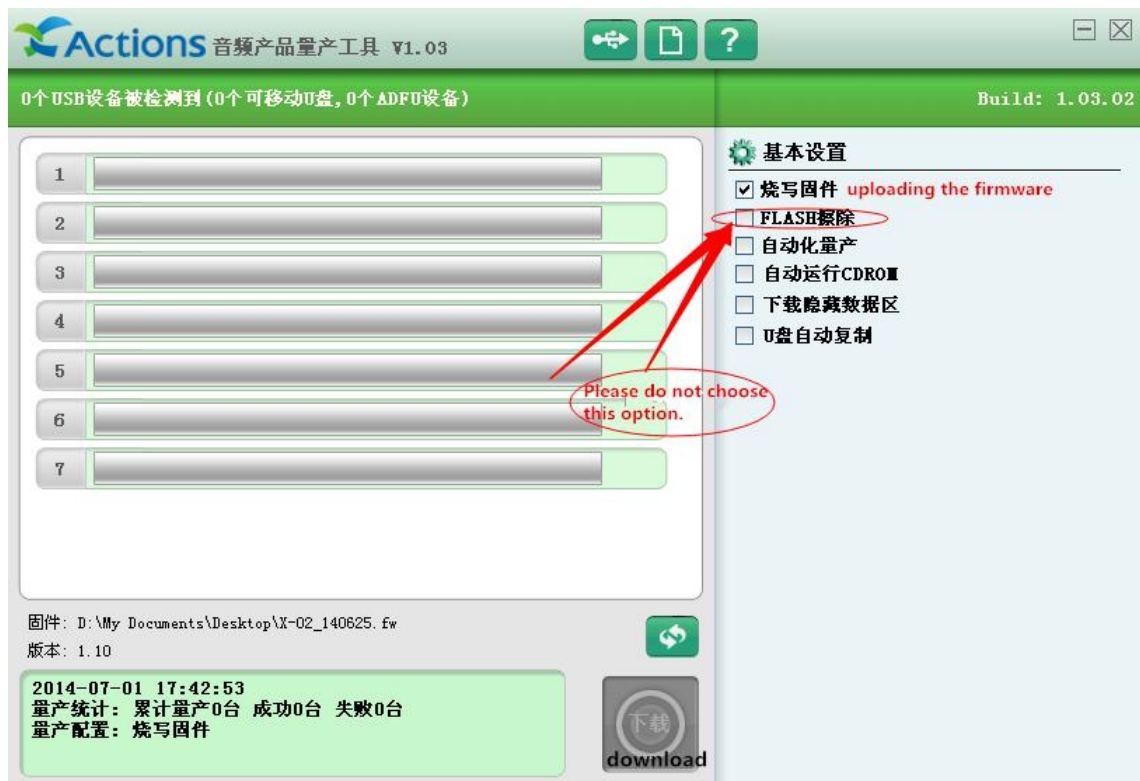 Actions 音频产品量产工具 V1.03
?
0个USB设备被检测到(0个可移动U盘,0个ADFU设备)
Build: 1.03.02
1
2
3
4
5
6
7
基本设置
烧写固件 uploading the firmware
FLASH擦除
自动化量产
自动运行CDROM
下载隐藏数据区
U盘自动复制
Please do not choose
this option.
固件: D:\My Documents\Desktop\X-02_140625.fw
版本: 1.10
2014-07-01 17:42:53
量产统计: 累计量产0台 成功0台 失败0台
量产配置: 烧写固件
下载
download